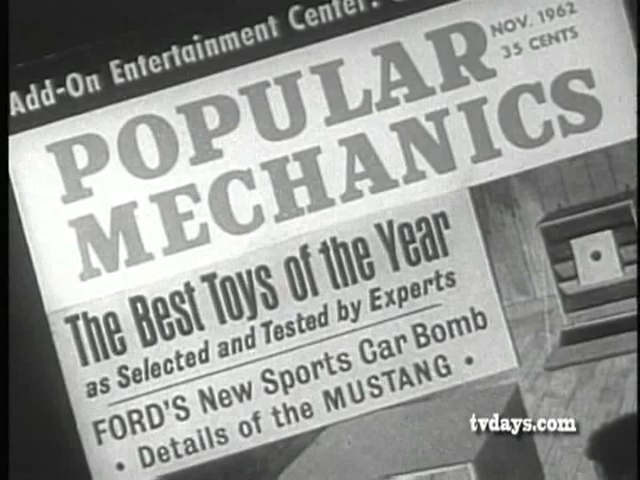 Add-On Entertainment Center.
POPULAR
NOV. 1962
35 CENTS
MECHANICS
The Best Toys of the Year
as Selected and Tested by Experts
FORD'S New Sports Car Bomb
• Details of the MUSTANG •
tvdays.com